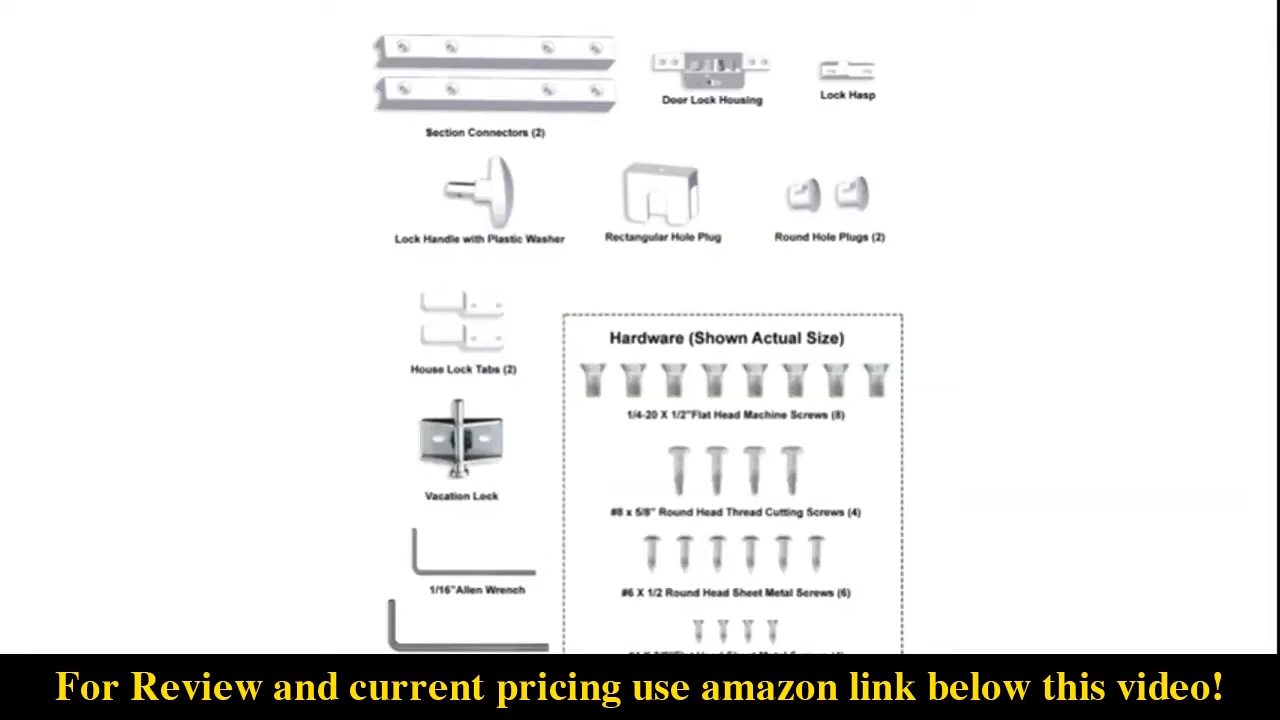 Section Connectors (2)
Door Lock Housing
Lock Hasp
Lock Handle with Plastic Washer
Rectangular Hole Plug
Round Hole Plugs (2)
House Lock Tabs (2)
Hardware (Shown Actual Size)
1/4-20 X 1/2"Flat Head Machine Screws (8)
Vacation Lock
#8 x 5/8" Round Head Thread Cutting Screws (4)
1/16"Allen Wrench
#6 X 1/2 Round Head Sheet Metal Screws (6)
For Review and current pricing use amazon link below this video!